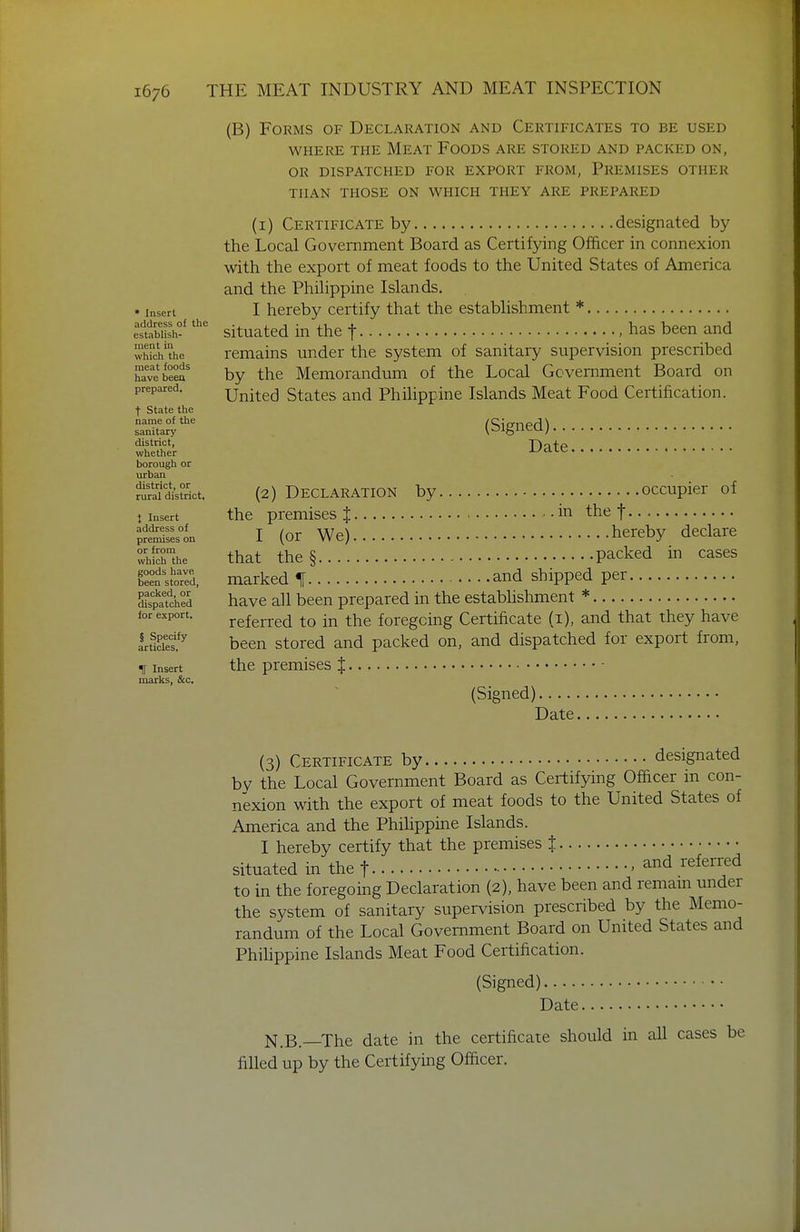 1676 THE MEAT INDUSTRY AND MEAT INSPECTION
(B) Forms of Declaration and Certificates to be used
where the Meat Foods are stored and packed on,
or dispatched for export from, Premises other
than those on which they are prepared
(1) Certificate by.......................designated by
the Local Government Board as Certifying Officer in connexion
with the export of meat foods to the United States of America
and the Philippine Islands.
I hereby certify that the establishment *.................
situated in the †............................., has been and
remains under the system of sanitary supervision prescribed
by the Memorandum of the Local Government Board on
United States and Philippine Islands Meat Food Certification.
(Signed)......................
Date...................
* Insert
address of the
establish-
ment in
which the
meat foods
have been
prepared.
† State the
name of the
sanitary
district,
whether
borough or
urban
district, or
rural district.
‡ Insert
address of
premises on
or from
which the
goods have
been stored,
packed, or
dispatched
for export.
§ Specify
articles.
¶ Insert
marks, &c.
(2) Declaration by.......................occupier of
the premises ‡.......................in the †............
I (or We)............................hereby declare
that the §..............................packed in cases
marked ¶.....................and shipped per............
have all been prepared in the establishment *................
referred to in the foregoing Certificate (1), and that they have
been stored and packed on, and dispatched for export from,
the premises ‡.............................
(Signed)....................
Date................
(3) Certificate by......................... designated
by the Local Government Board as Certifying Officer in con-
nexion with the export of meat foods to the United States of
America and the Philippine Islands.
I hereby certify that the premises ‡.....................
situated in the †.............................., and referred
to in the foregoing Declaration (2), have been and remain under
the system of sanitary supervision prescribed by the Memo-
randum of the Local Government Board on United States and
Philippine Islands Meat Food Certification.
(Signed)......................
Date................
N.B.—The date in the certificate should in all cases be
filled up by the Certifying Officer.